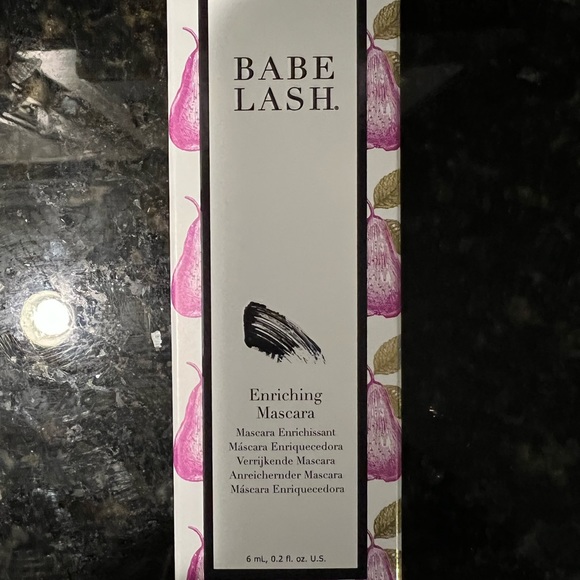 BABE
LASH®
Enriching
Mascara
Mascara Enrichissant
Máscara Enriquecedora
Verrijkende Mascara
Anreichernder Mascara
Máscara Enriquecedora
6 mL, 0.2 fl. oz. U.S.